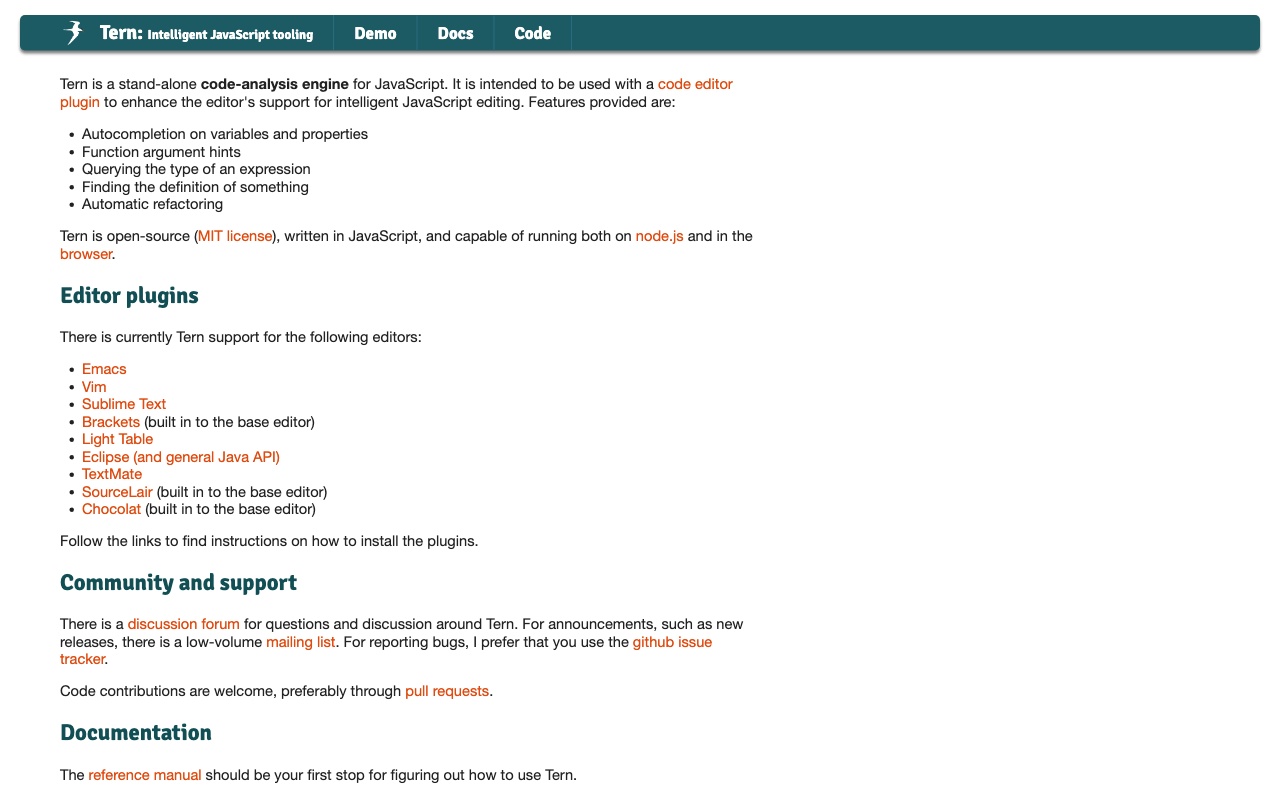 Tern: Intelligent JavaScript tooling Demo Docs Code
Tern is a stand-alone code-analysis engine for JavaScript. It is intended to be used with a code editor
plugin to enhance the editor's support for intelligent JavaScript editing. Features provided are:
• Autocompletion on variables and properties
• Function argument hints
• Querying the type of an expression
• Finding the definition of something
• Automatic refactoring
Tern is open-source (MIT license), written in JavaScript, and capable of running both on node.js and in the
browser.
Editor plugins
There is currently Tern support for the following editors:
• Emacs
• Vim
• Sublime Text
• Brackets (built in to the base editor)
• Light Table
• Eclipse (and general Java API)
• TextMate
• SourceLair (built in to the base editor)
• Chocolat (built in to the base editor)
Follow the links to find instructions on how to install the plugins.
Community and support
There is a discussion forum for questions and discussion around Tern. For announcements, such as new
releases, there is a low-volume mailing list. For reporting bugs, I prefer that you use the github issue
tracker.
Code contributions are welcome, preferably through pull requests.
Documentation
The reference manual should be your first stop for figuring out how to use Tern.